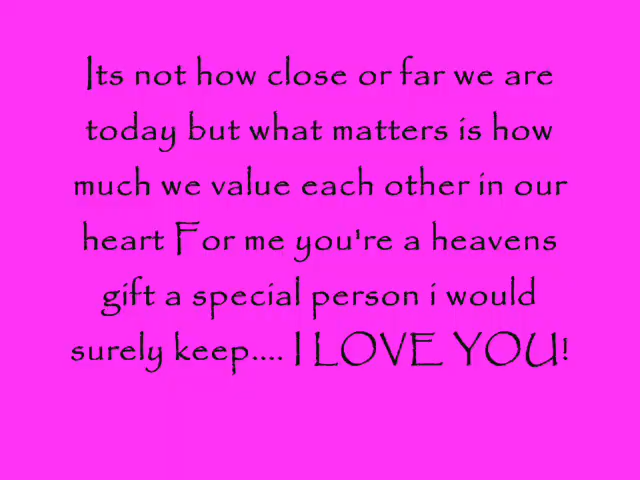 Its not how close or far we are
today but what matters is how
much we value each other in our
heart For me you're a heavens
gift a special person i would
surely keep.... I LOVE YOU!